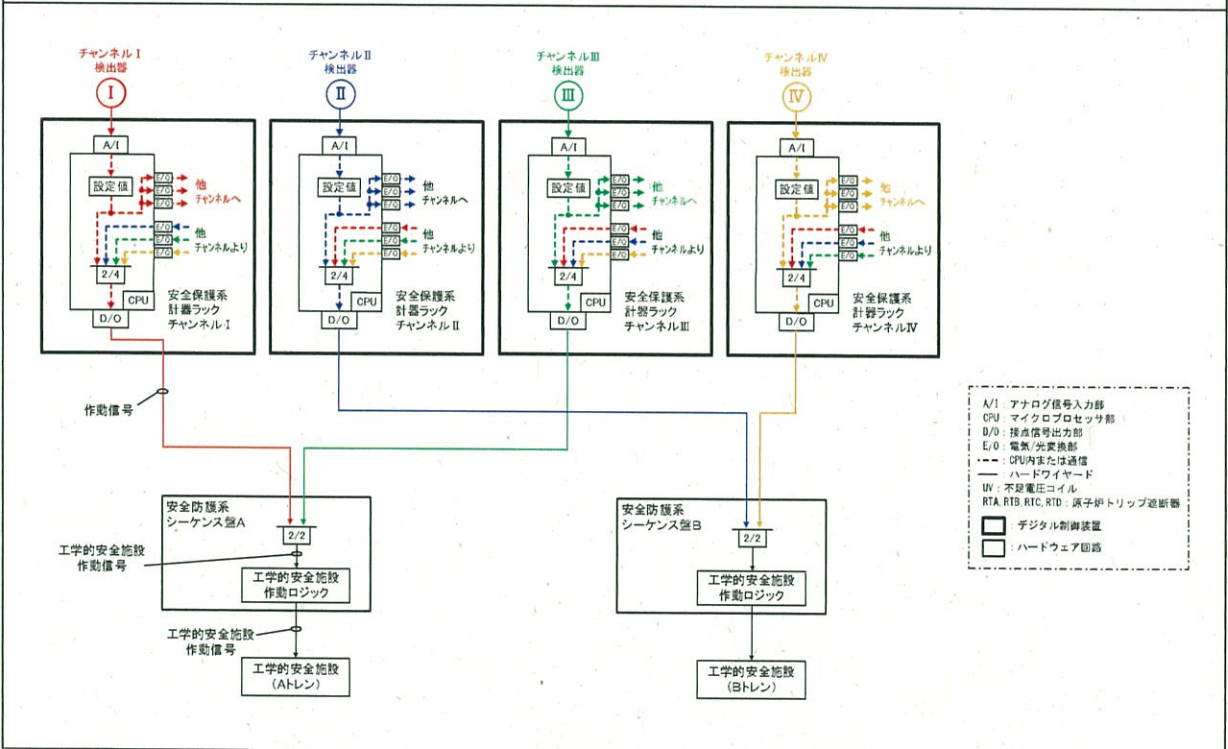 チャンネルⅠ
検出器
Ⅰ
A/I
設定値
E/O
E/O
E/O
他
チャンネルへ
E/O
E/O
E/O
他
チャンネルより
2/4
CPU
D/O
安全保護系
計器ラック
チャンネルⅠ
チャンネルⅡ
検出器
Ⅱ
A/I
設定値
E/O
E/O
E/O
他
チャンネルへ
E/O
E/O
E/O
他
チャンネルより
2/4
CPU
D/O
安全保護系
計器ラック
チャンネルⅡ
チャンネルⅢ
検出器
Ⅲ
A/I
設定値
E/O
E/O
E/O
他
チャンネルへ
E/O
E/O
E/O
他
チャンネルより
2/4
CPU
D/O
安全保護系
計器ラック
チャンネルⅢ
チャンネルⅣ
検出器
Ⅳ
A/I
設定値
E/O
E/O
E/O
他
チャンネルへ
E/O
E/O
E/O
他
チャンネルより
2/4
CPU
D/O
安全保護系
計器ラック
チャンネルⅣ
作動信号
安全防護系
シーケンス盤A
2/2
工学的安全施設
作動信号
工学的安全施設
作動ロジック
工学的安全施設
作動信号
工学的安全施設
(Aトレン)
安全防護系
シーケンス盤B
2/2
工学的安全施設
作動ロジック
工学的安全施設
(Bトレン)
A/I:アナログ信号入力部
CPU:マイクロプロセッサ部
D/O:接点信号出力部
E/O:電気/光変換部
:CPU内または通信
:ハードワイヤード
UV:不足電圧コイル
RTA,RTB,RTC,RTD:原子炉トリップ遮断器
:デジタル制御装置
:ハードウェア回路